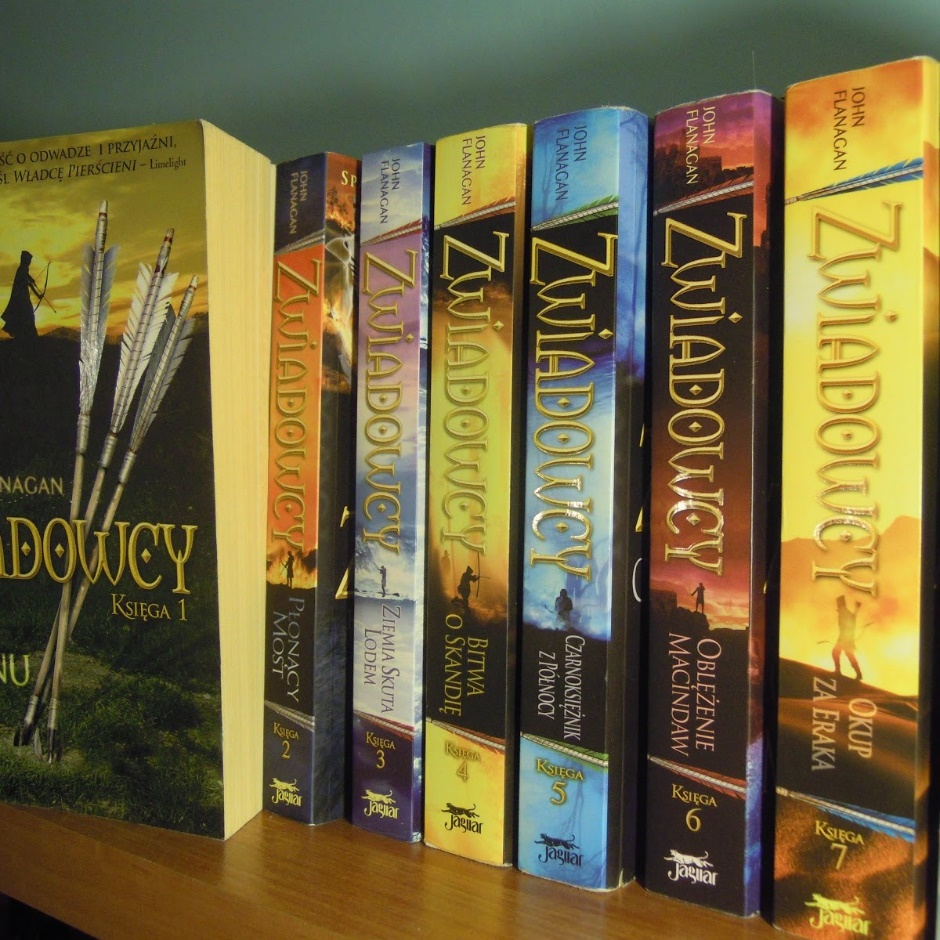 ŚĆ O ODWADZE I PRZYJAŹNI,
ŚL WŁADCĘ PIERŚCIENI – Limelight
NAGAN
ADOWCY
KSIĘGA 1
NU
JOHN
FLANAGAN
SP
ZWIADOWCY
PŁONĄCY
MOST
KSIĘGA
2
Jaguar
JOHN
FLANAGAN
ZWIADOWCY
ZIEMIA SKUTA
LODEM
KSIĘGA
3
Jaguar
JOHN
FLANAGAN
ZWIADOWCY
BITWA
O SKANDIĘ
KSIĘGA
4
Jaguar
JOHN
FLANAGAN
ZWIADOWCY
CZARNOKSIĘŻNIK
Z PÓŁNOCY
KSIĘGA
5
Jaguar
JOHN
FLANAGAN
ZWIADOWCY
OBLĘŻENIE
MACINDAW
KSIĘGA
6
Jaguar
JOHN
FLANAGAN
ZWIADOWCY
OKUP
ZA ERAKA
KSIĘGA
7
Jaguar